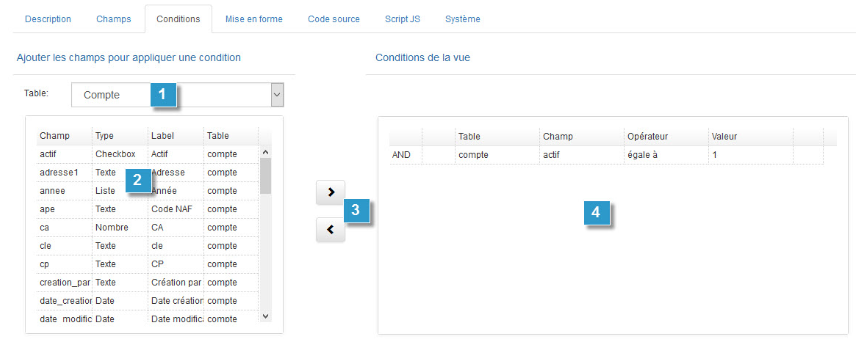 Description Champs Conditions Mise en forme Code source Script JS Système
Ajouter les champs pour appliquer une condition
Conditions de la vue
Table: Compte 1
Champ Type Label Table
actif Checkbox Actif compte
adresse1 Texte Adresse compte
annee Liste Année compte
ape Texte Code NAF compte
ca Nombre CA compte
cle Texte cle compte
cp Texte CP compte
creation_par Texte Création par compte
date_creation Date Date création compte
date_modific Date Date modifica compte
2
3
Table Champ Opérateur Valeur
AND compte actif égale à 1
4